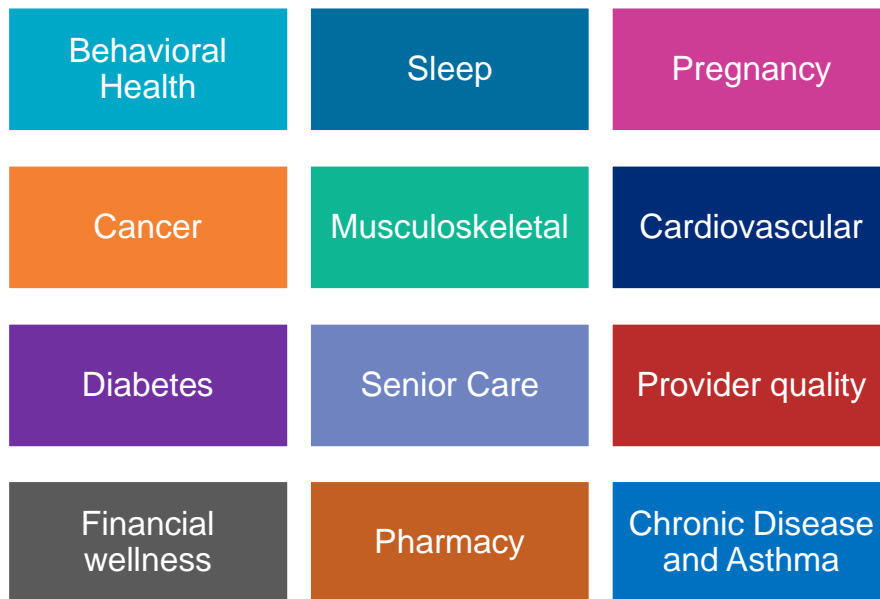 Behavioral
Health
Sleep
Pregnancy
Cancer
Musculoskeletal
Cardiovascular
Diabetes
Senior Care
Provider quality
Financial
wellness
Pharmacy
Chronic Disease
and Asthma